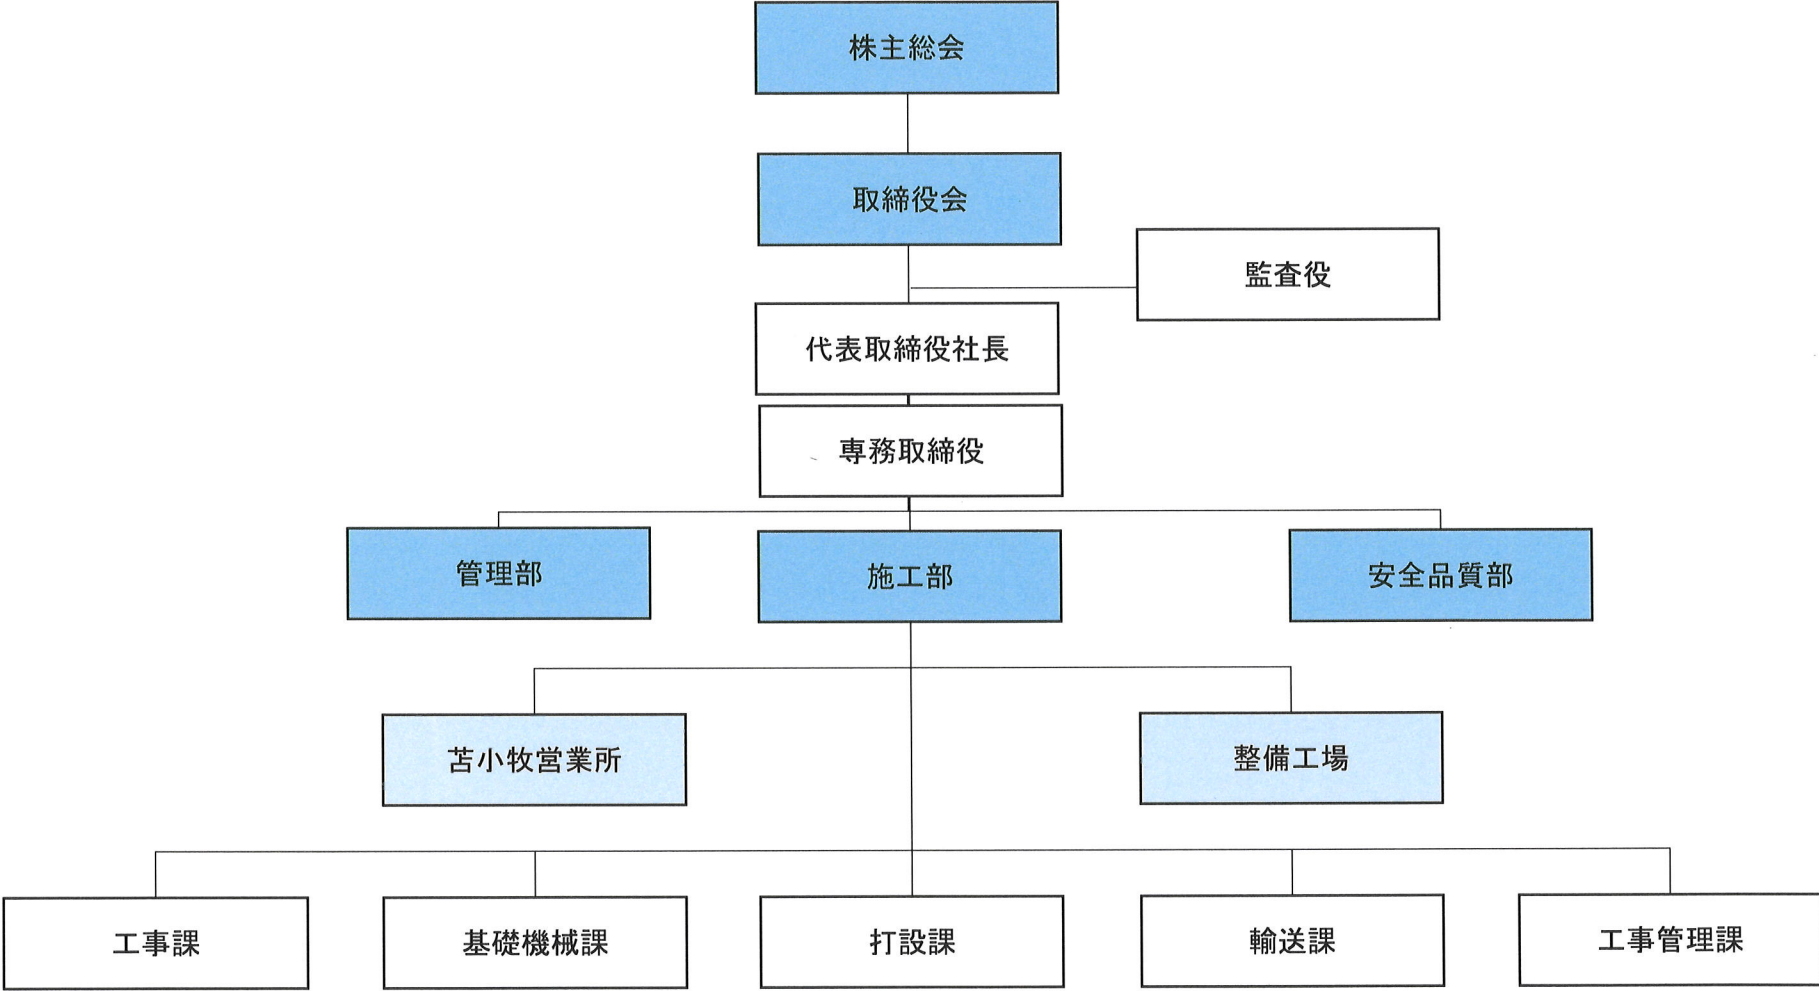 株主総会
取締役会
監査役
代表取締役社長
専務取締役
管理部
施工部
安全品質部
苫小牧営業所
整備工場
工事課
基礎機械課
打設課
輸送課
工事管理課